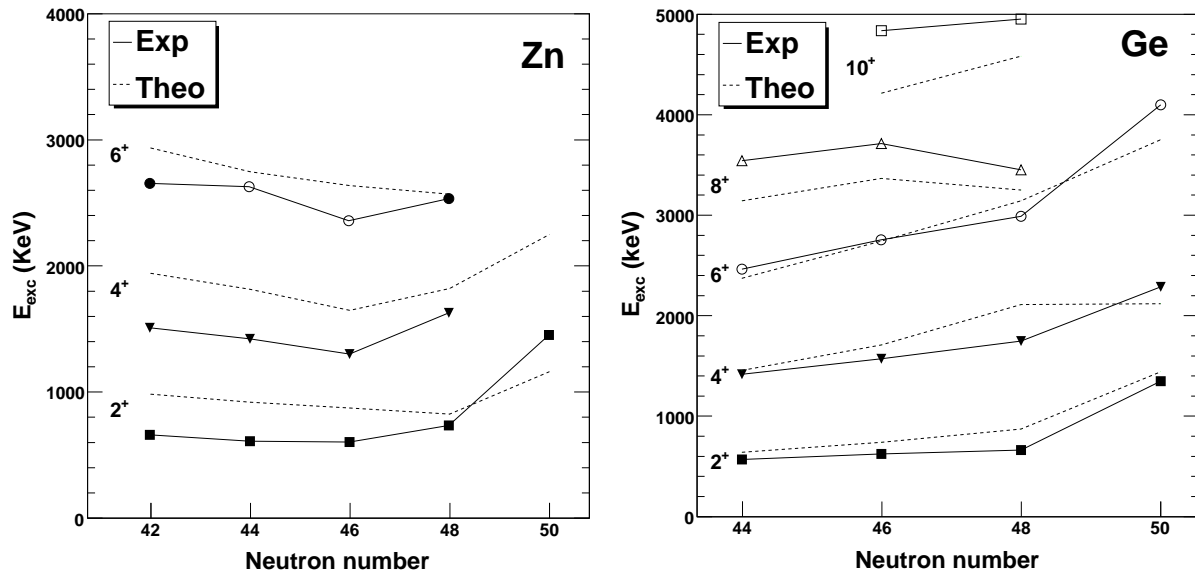 4000
3000
2000
1000
0
E_exc (KeV)
Exp
Theo
Zn
6+
4+
2+
42 44 46 48 50
Neutron number
5000
4000
3000
2000
1000
0
E_exc (keV)
Exp
Theo
Ge
10+
8+
6+
4+
2+
44 46 48 50
Neutron number